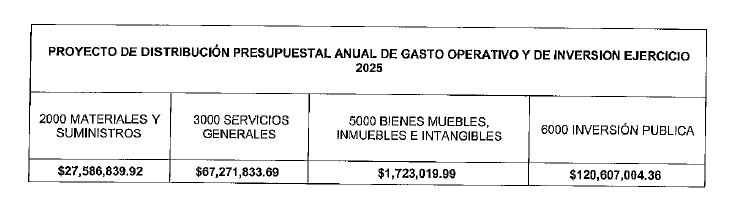 PROYECTO DE DISTRIBUCIÓN PRESUPUESTAL ANUAL DE GASTO OPERATIVO Y DE INVERSION EJERCICIO
2025
2000 MATERIALES Y
SUMINISTROS
3000 SERVICIOS
GENERALES
5000 BIENES MUEBLES,
INMUEBLES E INTANGIBLES
6000 INVERSIÓN PUBLICA
$27,586,839.92
$67,271,833.69
$1,723,019.99
$120,607,004.36